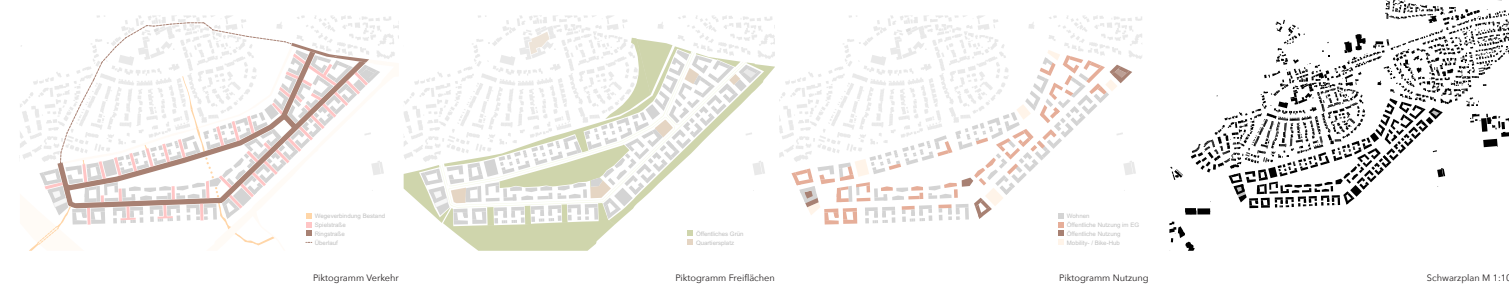 Wegeverbindung Bestand
Spielstraße
Ringstraße
Überlauf
Piktogramm Verkehr
Öffentliches Grün
Quartiersplatz
Piktogramm Freiflächen
Wohnen
Öffentliche Nutzung im EG
Öffentliche Nutzung
Mobility- / Bike-Hub
Piktogramm Nutzung
Schwarzplan M 1:10